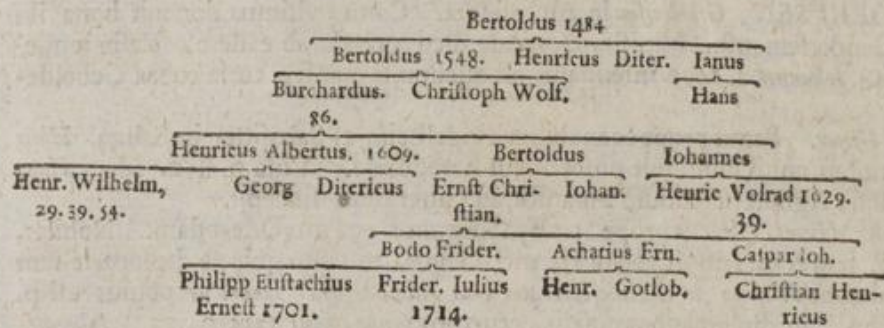 Bertoldus 1484
Bertoldus 1548. Henricus Diter. Ianus
Burchardus. Christoph Wolf. Hans
86.
Henricus Albertus. 1609. Bertoldus Iohannes
Henr. Wilhelm, Georg Ditericus Ernst Chri- Iohan. Henric Volrad 1629.
29. 39. 54. stian. 39.
Bodo Frider. Achatius Ern. Caspar Ioh.
Philipp Eustachius Frider. Iulius Henr. Gotlob. Christian Hen-
Ernest 1701. 1714. ricus